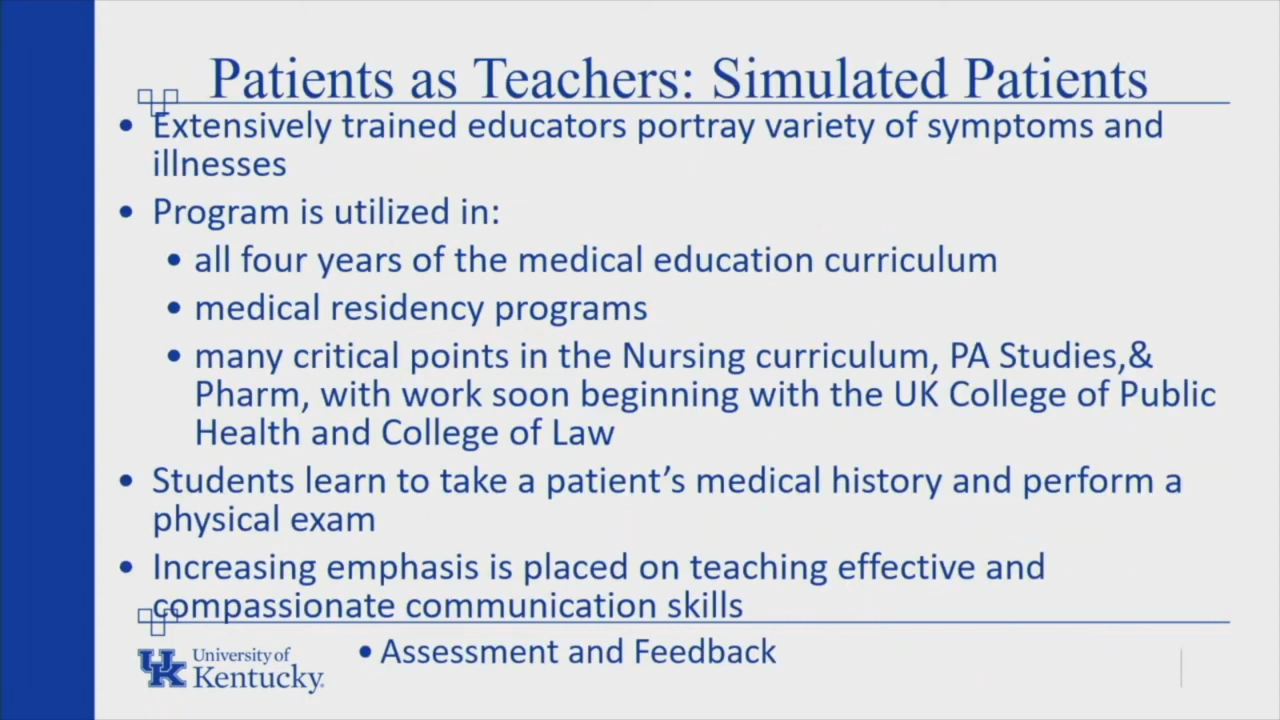 Patients as Teachers: Simulated Patients
• Extensively trained educators portray variety of symptoms and
illnesses
• Program is utilized in:
• all four years of the medical education curriculum
• medical residency programs
• many critical points in the Nursing curriculum, PA Studies,&
Pharm, with work soon beginning with the UK College of Public
Health and College of Law
• Students learn to take a patient’s medical history and perform a
physical exam
• Increasing emphasis is placed on teaching effective and
compassionate communication skills
• Assessment and Feedback
UK
University of
Kentucky®